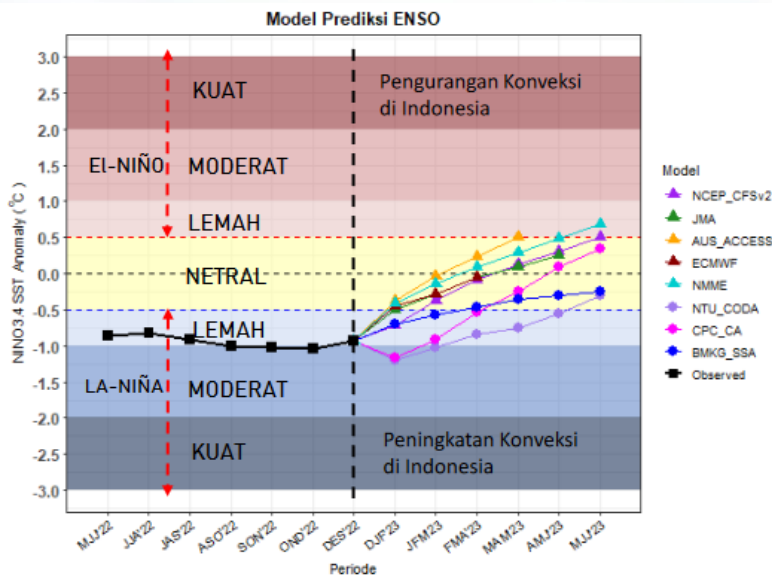 Model Prediksi ENSO
NINO3.4 SST Anomaly (°C)
3.0
2.5
2.0
1.5
1.0
0.5
0.0
-0.5
-1.0
-1.5
-2.0
-2.5
-3.0
KUAT
Pengurangan Konveksi
di Indonesia
El-NIÑO
MODERAT
LEMAH
NETRAL
LEMAH
LA-NIÑA
MODERAT
KUAT
Peningkatan Konveksi
di Indonesia
MJJ'22
JJA'22
JAS'22
ASO'22
SON'22
OND'22
DES'22
DJF'23
JFM'23
FMA'23
MAM'23
AMJ'23
MJJ'23
Periode
Model
NCEP_CFSv2
JMA
AUS_ACCESS
ECMWF
NMME
NTU_CODA
CPC_CA
BMKG_SSA
Observed